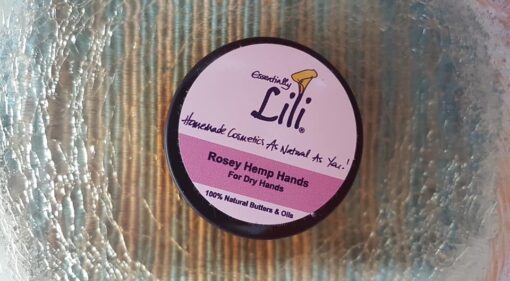 Essentially
Lili®
Homemade Cosmetics As Natural As You!
Rosey Hemp Hands
For Dry Hands
100% Natural Butters & Oils